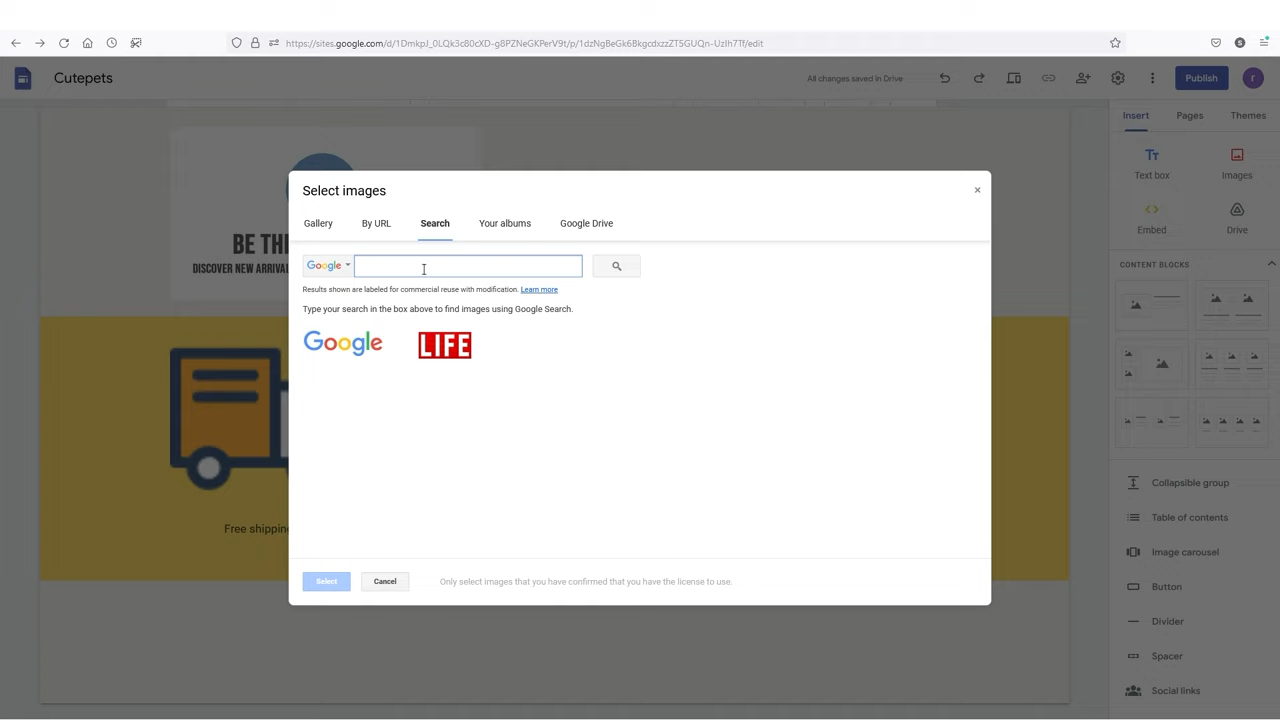 https://sites.google.com/d/1DmkpJ_0LQk3c80cXD-g8PZNeGKPerV9t/p/1dzNgBeGk6BkgcdxzzZT5GUQn-UzIh7Tf/edit
Cutepets
All changes saved in Drive
Publish
r
Insert
Pages
Themes
Tt
Text box
Images
Embed
Drive
CONTENT BLOCKS
Collapsible group
Table of contents
Image carousel
Button
Divider
Spacer
Social links
BE TH
DISCOVER NEW ARRIVAL
Free shippin
Select images
×
Gallery
By URL
Search
Your albums
Google Drive
Google
Results shown are labeled for commercial reuse with modification. Learn more
Type your search in the box above to find images using Google Search.
Google
LIFE
Select
Cancel
Only select images that you have confirmed that you have the license to use.